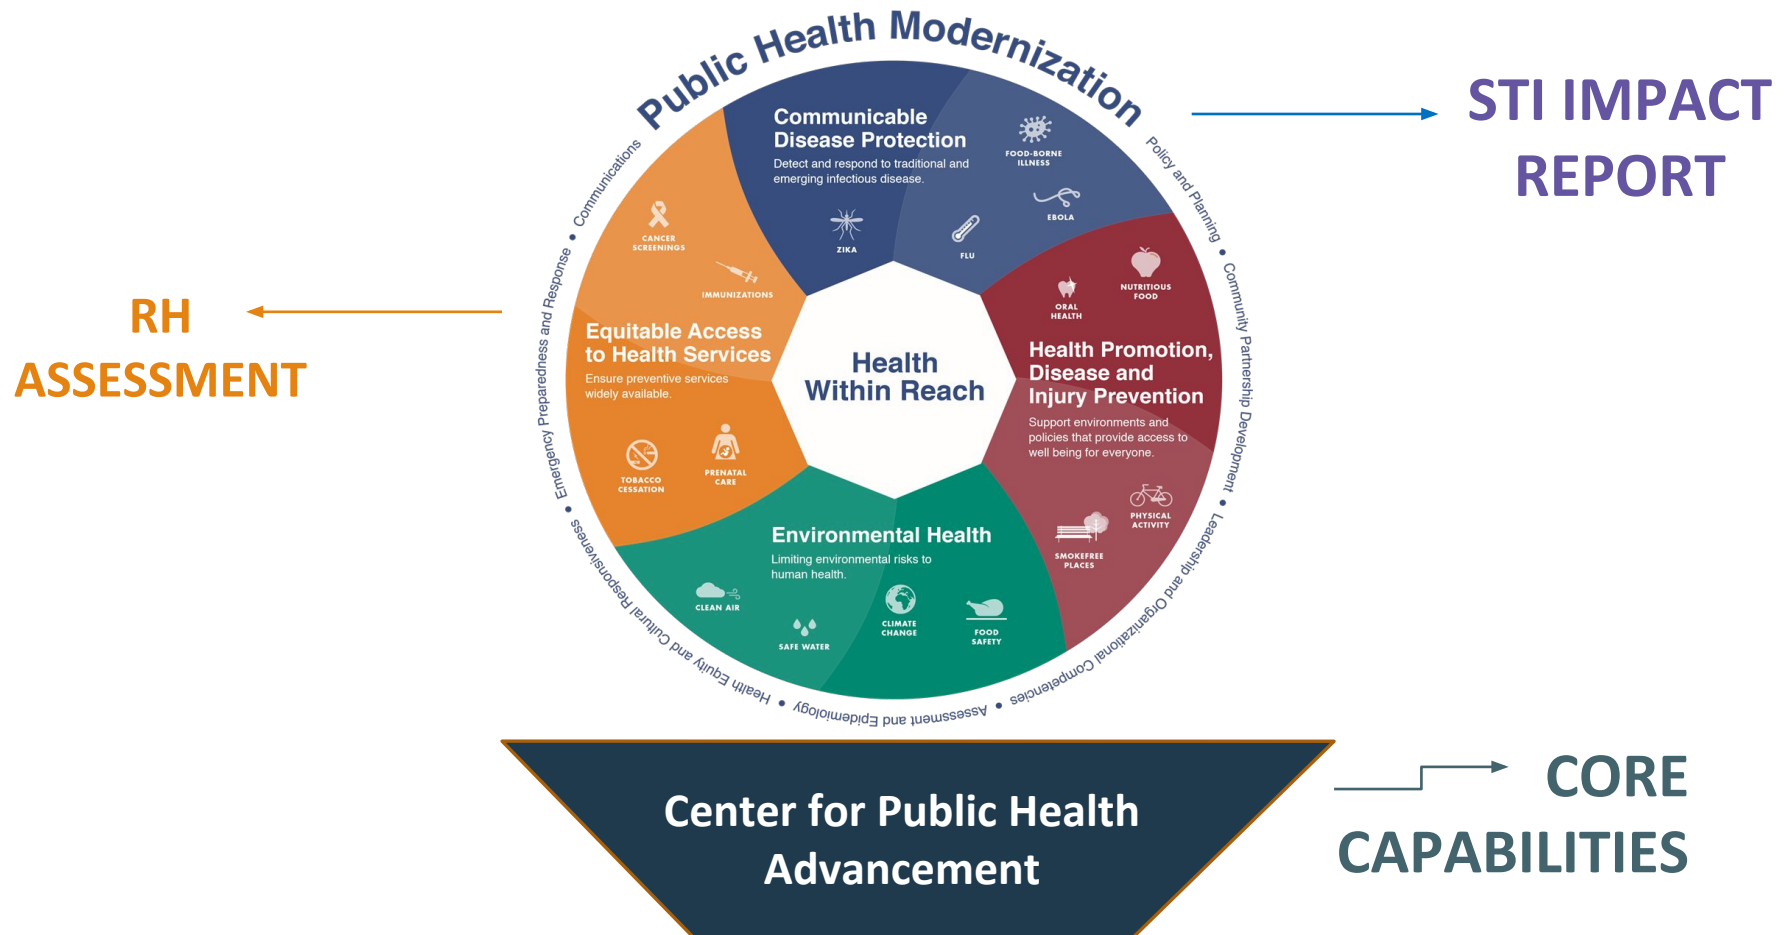 Public Health Modernization
Communicable
Disease Protection
Detect and respond to traditional and
emerging infectious disease.
ZIKA
FLU
FOOD-BORNE
ILLNESS
EBOLA
ORAL
HEALTH
NUTRITIOUS
FOOD
Health Promotion,
Disease and
Injury Prevention
Support environments and
policies that provide access to
well being for everyone.
PHYSICAL
ACTIVITY
SMOKEFREE
PLACES
Environmental Health
Limiting environmental risks to
human health.
CLEAN AIR
SAFE WATER
CLIMATE
CHANGE
FOOD
SAFETY
CANCER
SCREENINGS
IMMUNIZATIONS
Equitable Access
to Health Services
Ensure preventive services
widely available.
TOBACCO
CESSATION
PRENATAL
CARE
Health
Within Reach
Policy and Planning • Community Partnership Development • Leadership and Organizational Competencies • Assessment and Epidemiology • Health Equity and Cultural Responsiveness • Emergency Preparedness and Response • Communications
STI IMPACT
REPORT
RH
ASSESSMENT
Center for Public Health
Advancement
CORE
CAPABILITIES